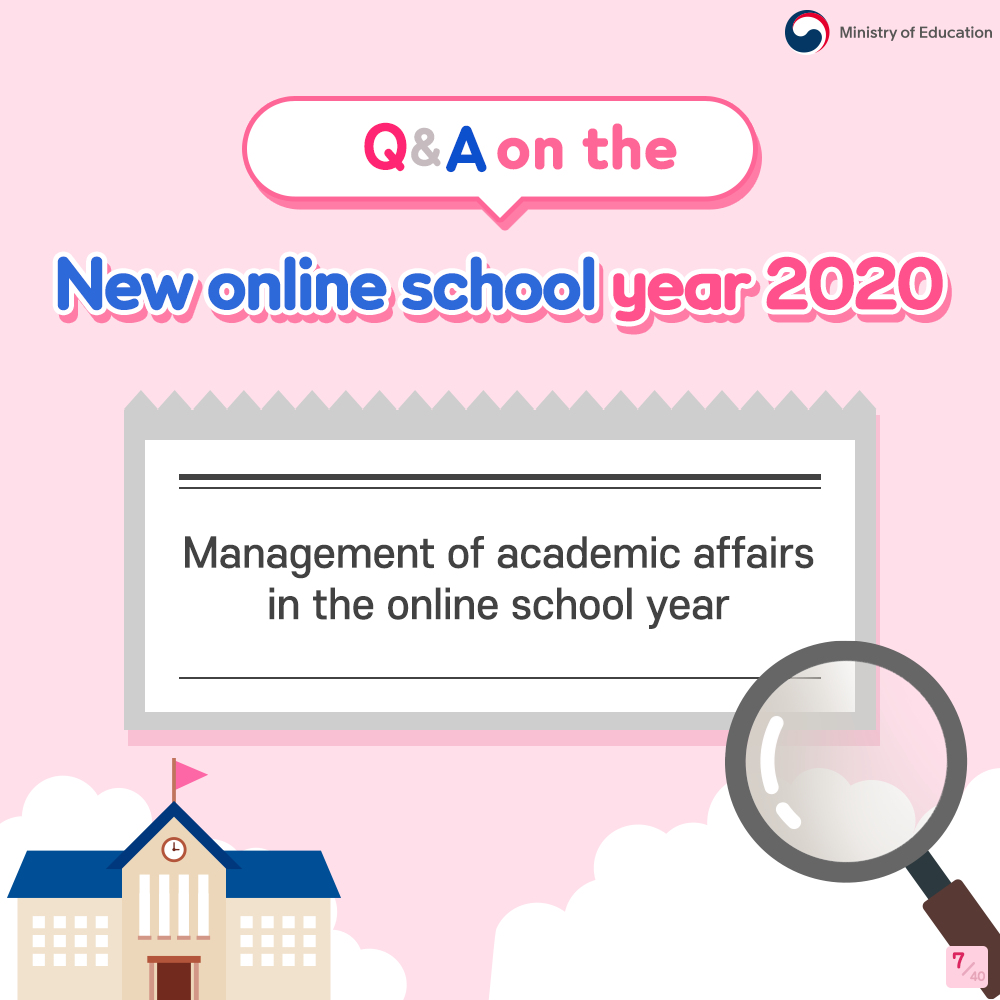 Ministry of Education
Q&A on the
New online school year 2020
Management of academic affairs
in the online school year
7/40